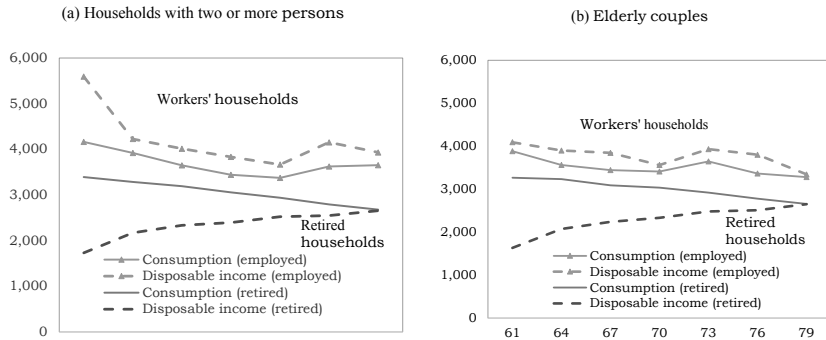 (a) Households with two or more persons
6,000
5,000
4,000
3,000
2,000
1,000
0
Workers' households
Retired
households
Consumption (employed)
Disposable income (employed)
Consumption (retired)
Disposable income (retired)
(b) Elderly couples
6,000
5,000
4,000
3,000
2,000
1,000
0
Workers' households
Retired
households
Consumption (employed)
Disposable income (employed)
Consumption (retired)
Disposable income (retired)
61 64 67 70 73 76 79